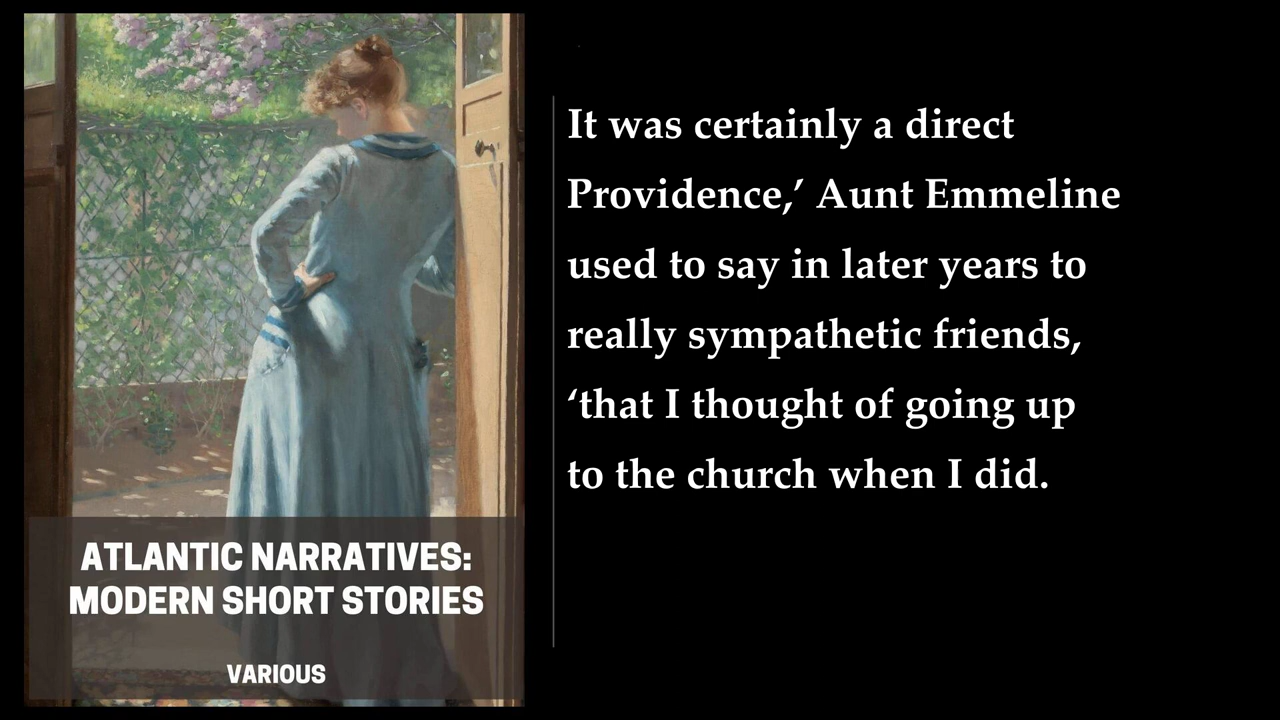 It was certainly a direct
Providence,’ Aunt Emmeline
used to say in later years to
really sympathetic friends,
‘that I thought of going up
to the church when I did.
ATLANTIC NARRATIVES:
MODERN SHORT STORIES
VARIOUS